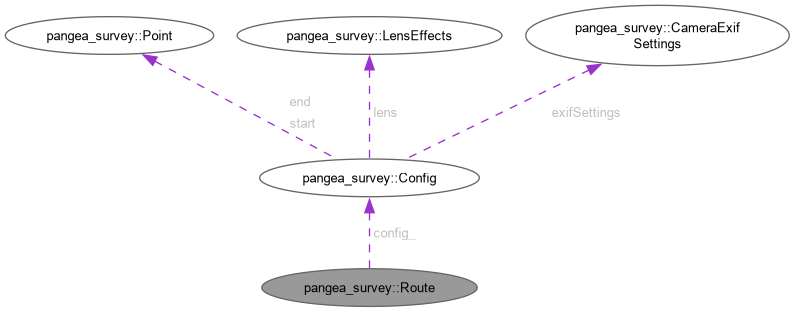 pangea_survey::Point
pangea_survey::LensEffects
pangea_survey::CameraExif
Settings
end
start
lens
exifSettings
pangea_survey::Config
config_
pangea_survey::Route